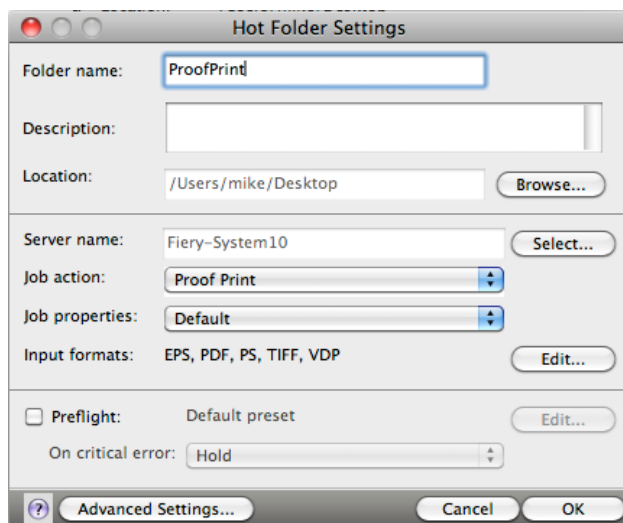 Hot Folder Settings
Folder name: ProofPrint
Description:
Location: /Users/mike/Desktop Browse...
Server name: Fiery-System10 Select...
Job action: Proof Print
Job properties: Default
Input formats: EPS, PDF, PS, TIFF, VDP Edit...
Preflight: Default preset Edit...
On critical error: Hold
? Advanced Settings... Cancel OK